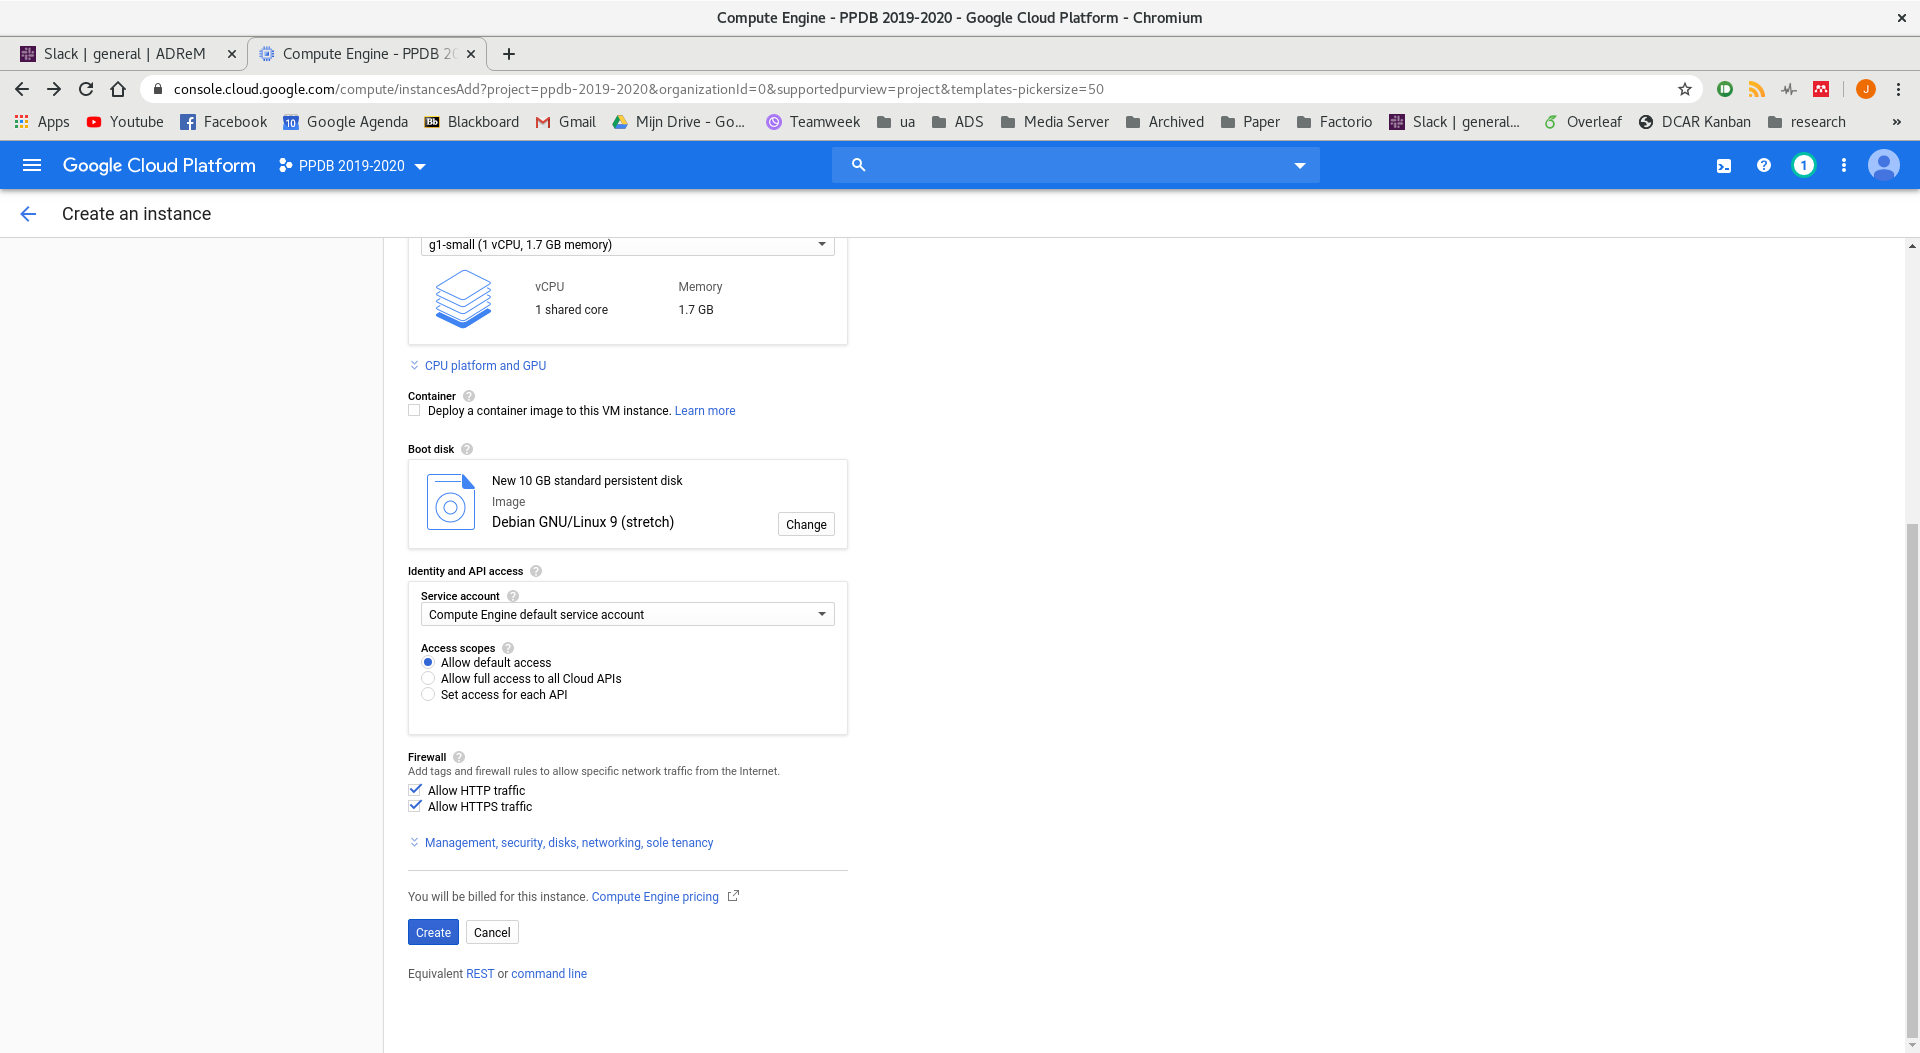 Compute Engine - PPDB 2019-2020 - Google Cloud Platform - Chromium
Slack | general | ADReM
Compute Engine - PPDB 20
console.cloud.google.com/compute/instancesAdd?project=ppdb-2019-2020&organizationId=0&supportedpurview=project&templates-pickersize=50
J
Apps Youtube Facebook 10 Google Agenda Bb Blackboard Gmail Mijn Drive - Go... Teamweek ua ADS Media Server Archived Paper Factorio Slack | general... Overleaf DCAR Kanban research »
Google Cloud Platform PPDB 2019-2020 1
Create an instance
g1-small (1 vCPU, 1.7 GB memory)
vCPU Memory
1 shared core 1.7 GB
CPU platform and GPU
Container
Deploy a container image to this VM instance. Learn more
Boot disk
New 10 GB standard persistent disk
Image
Debian GNU/Linux 9 (stretch)
Change
Identity and API access
Service account
Compute Engine default service account
Access scopes
Allow default access
Allow full access to all Cloud APIs
Set access for each API
Firewall
Add tags and firewall rules to allow specific network traffic from the Internet.
Allow HTTP traffic
Allow HTTPS traffic
Management, security, disks, networking, sole tenancy
You will be billed for this instance. Compute Engine pricing
Create Cancel
Equivalent REST or command line